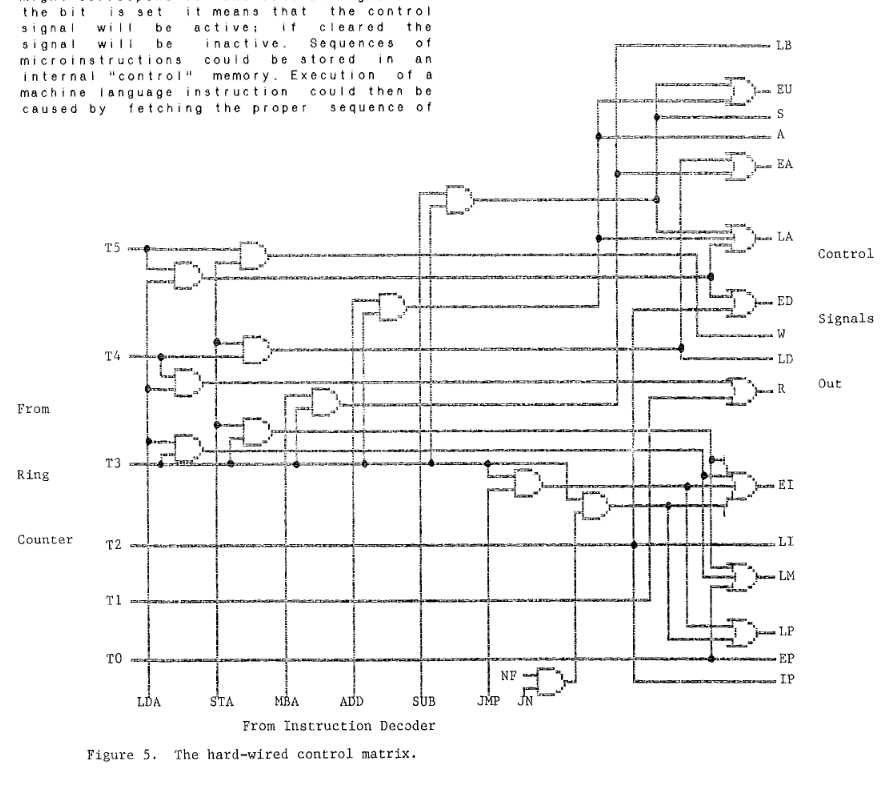 the bit is set it means that the control
signal will be active; if cleared the
signal will be inactive. Sequences of
microinstructions could be stored in an
internal "control" memory. Execution of a
machine language instruction could then be
caused by fetching the proper sequence of
LB
EU
S
A
EA
LA
ED
W
LD
R
EI
LI
LM
LP
EP
IP
Control
Signals
Out
T5
T4
T3
T2
T1
T0
From
Ring
Counter
NF
LDA STA MBA ADD SUB JMP JN
From Instruction Decoder
Figure 5. The hard-wired control matrix.